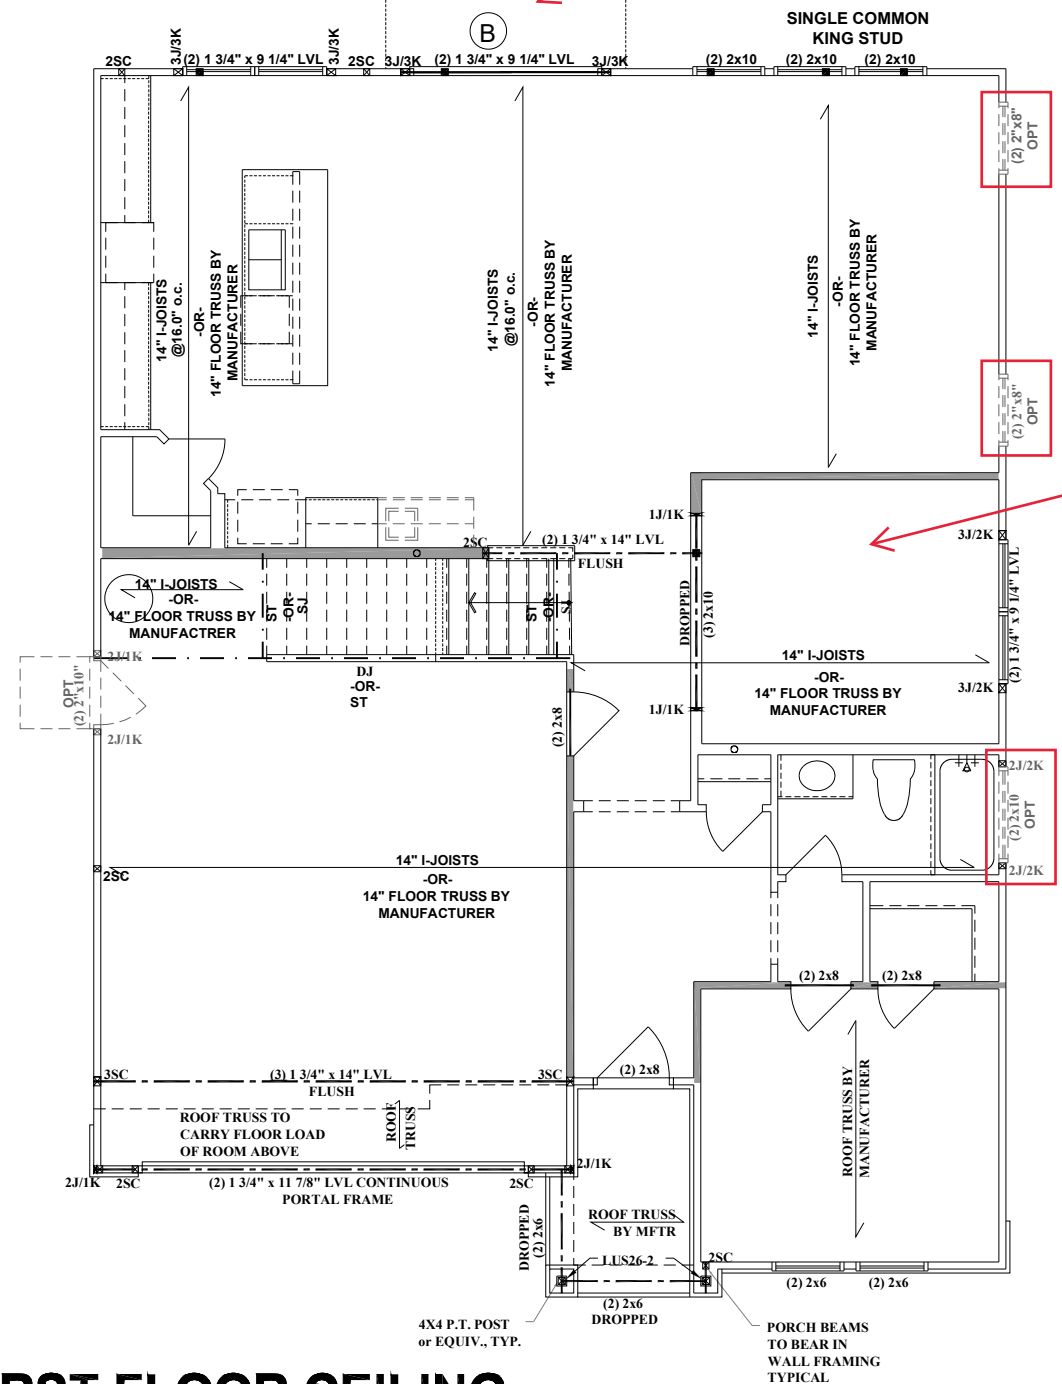 B
SINGLE COMMON
KING STUD
2SC
3J/3K
(2) 1 3/4" x 9 1/4" LVL
3J/3K
2SC
3J/3K
(2) 1 3/4" x 9 1/4" LVL
3J/3K
(2) 2x10
(2) 2x10
(2) 2x10
(2) 2"x8"
OPT
14" I-JOISTS
@16.0" o.c.
-OR-
14" FLOOR TRUSS BY
MANUFACTURER
14" I-JOISTS
@16.0" o.c.
-OR-
14" FLOOR TRUSS BY
MANUFACTURER
14" I-JOISTS
-OR-
14" FLOOR TRUSS BY
MANUFACTURER
(2) 2"x8"
OPT
1J/1K
2SC
(2) 1 3/4" x 14" LVL
FLUSH
3J/2K
(2) 1 3/4" x 9 1/4" LVL
3J/2K
DROPPED
(3) 2x10
14" I-JOISTS
-OR-
14" FLOOR TRUSS BY
MANUFACTRER
ST
-OR-
SJ
ST
-OR-
SJ
2J/1K
OPT
(2) 2"x10"
2J/1K
DJ
-OR-
ST
14" I-JOISTS
-OR-
14" FLOOR TRUSS BY
MANUFACTURER
1J/1K
(2) 2x8
2J/2K
(2) 2x10
OPT
2J/2K
2SC
14" I-JOISTS
-OR-
14" FLOOR TRUSS BY
MANUFACTURER
(2) 2x8
(2) 2x8
3SC
(3) 1 3/4" x 14" LVL
FLUSH
3SC
(2) 2x8
ROOF TRUSS TO
CARRY FLOOR LOAD
OF ROOM ABOVE
ROOF
TRUSS
ROOF TRUSS BY
MANUFACTURER
2J/1K
2SC
(2) 1 3/4" x 11 7/8" LVL CONTINUOUS
PORTAL FRAME
2SC
2J/1K
DROPPED
(2) 2x6
ROOF TRUSS
BY MFTR
LUS26-2
2SC
(2) 2x6
DROPPED
(2) 2x6
(2) 2x6
4X4 P.T. POST
or EQUIV., TYP.
PORCH BEAMS
TO BEAR IN
WALL FRAMING
TYPICAL
RST FLOOR CEILING